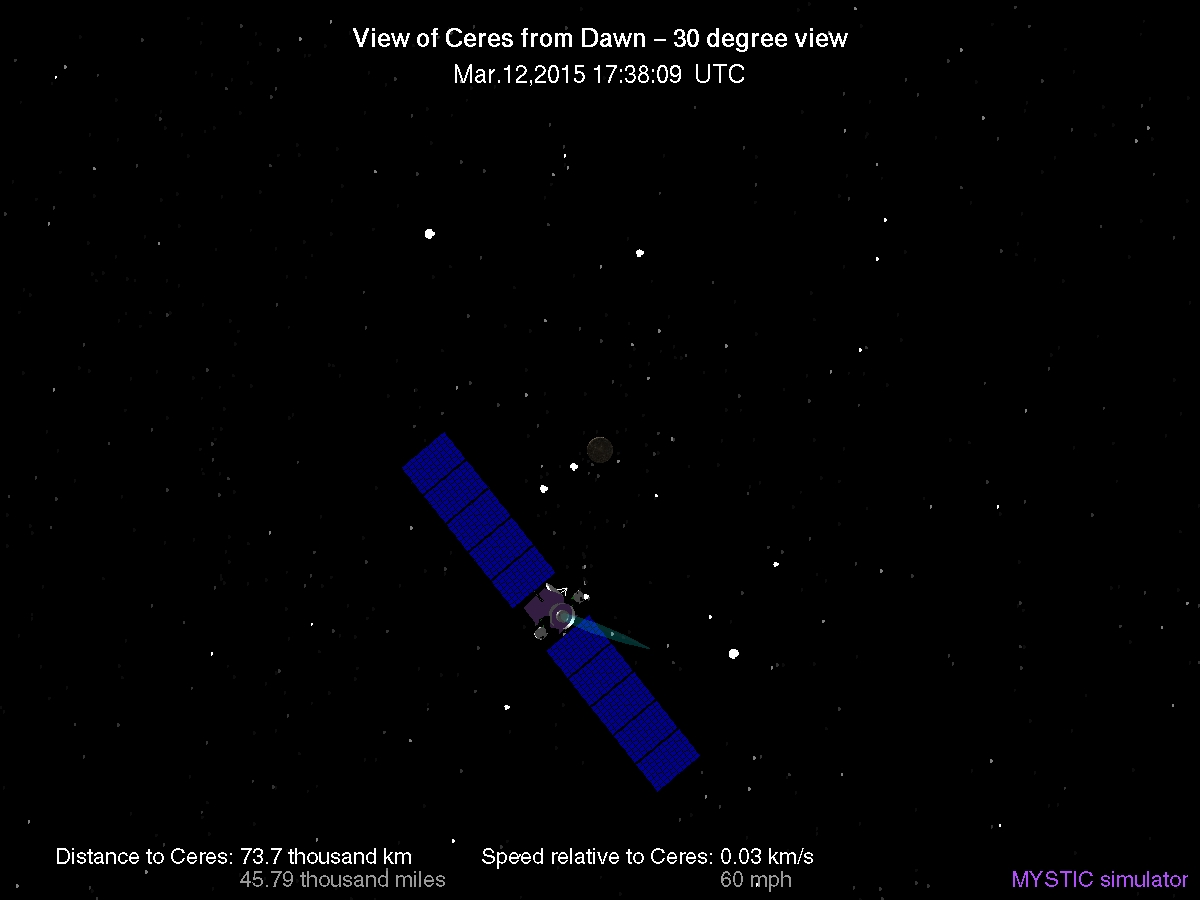 View of Ceres from Dawn – 30 degree view
Mar.12,2015 17:38:09 UTC
Distance to Ceres: 73.7 thousand km
45.79 thousand miles
Speed relative to Ceres: 0.03 km/s
60 mph
MYSTIC simulator